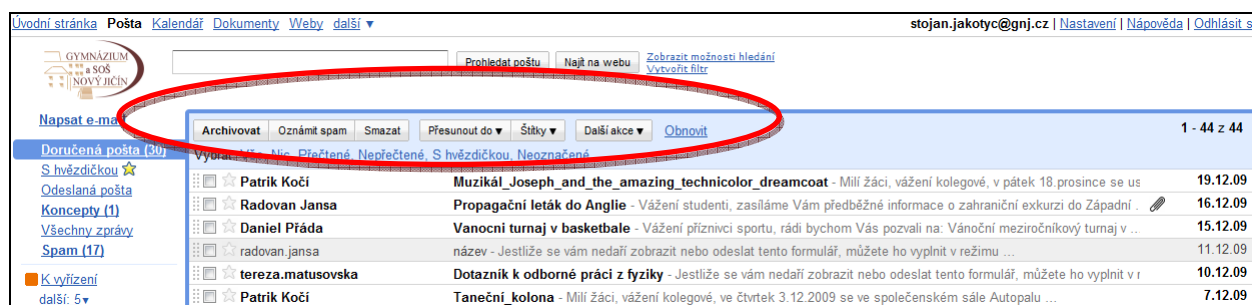 Úvodní stránka Pošta Kalendář Dokumenty Weby další ▼ stojan.jakotyc@gnj.cz | Nastavení | Nápověda | Odhlásit s
GYMNÁZIUM
a SOŠ
NOVÝ JIČÍN
Prohledat poštu Najít na webu Zobrazit možnosti hledání
Vytvořit filtr
Napsat e-mail
Archivovat Oznámit spam Smazat Přesunout do ▼ Štítky ▼ Další akce ▼ Obnovit 1 - 44 z 44
Vybrat: Vše, Nic, Přečtené, Nepřečtené, S hvězdičkou, Neoznačené
Doručená pošta (30)
S hvězdičkou
Odeslaná pošta
Koncepty (1)
Všechny zprávy
Spam (17)
K vyřízení
další: 5▼
Patrik Kočí Muzikál_Joseph_and_the_amazing_technicolor_dreamcoat - Milí žáci, vážení kolegové, v pátek 18.prosince se us 19.12.09
Radovan Jansa Propagační leták do Anglie - Vážení studenti, zasíláme Vám předběžné informace o zahraniční exkurzi do Západní . 16.12.09
Daniel Přáda Vanocni turnaj v basketbale - Vážení příznivci sportu, rádi bychom Vás pozvali na: Vánoční meziročníkový turnaj v ... 15.12.09
radovan.jansa název - Jestliže se vám nedaří zobrazit nebo odeslat tento formulář, můžete ho vyplnit v režimu ... 11.12.09
tereza.matusovska Dotazník k odborné práci z fyziky - Jestliže se vám nedaří zobrazit nebo odeslat tento formulář, můžete ho vyplnit v r 10.12.09
Patrik Kočí Taneční_kolona - Milí žáci, vážení kolegové, ve čtvrtek 3.12.2009 se ve společenském sále Autopalu ... 7.12.09